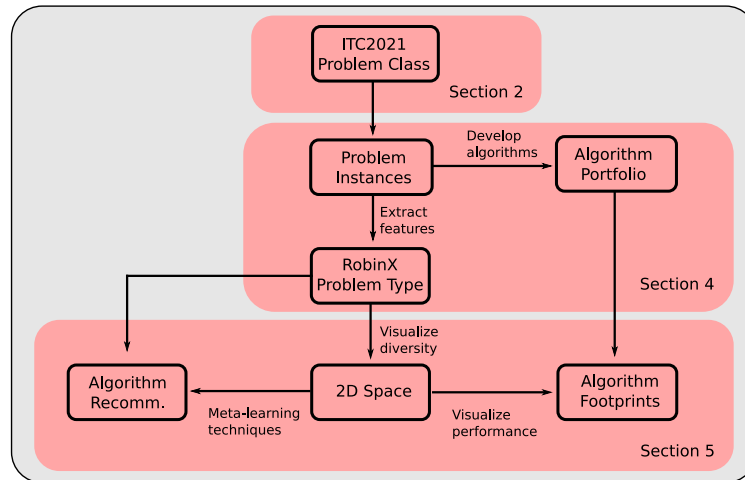 ITC2021
Problem Class
Section 2
Problem
Instances
Develop
algorithms
Algorithm
Portfolio
Extract
features
RobinX
Problem Type
Section 4
Visualize
diversity
Algorithm
Recomm.
2D Space
Algorithm
Footprints
Meta-learning
techniques
Visualize
performance
Section 5